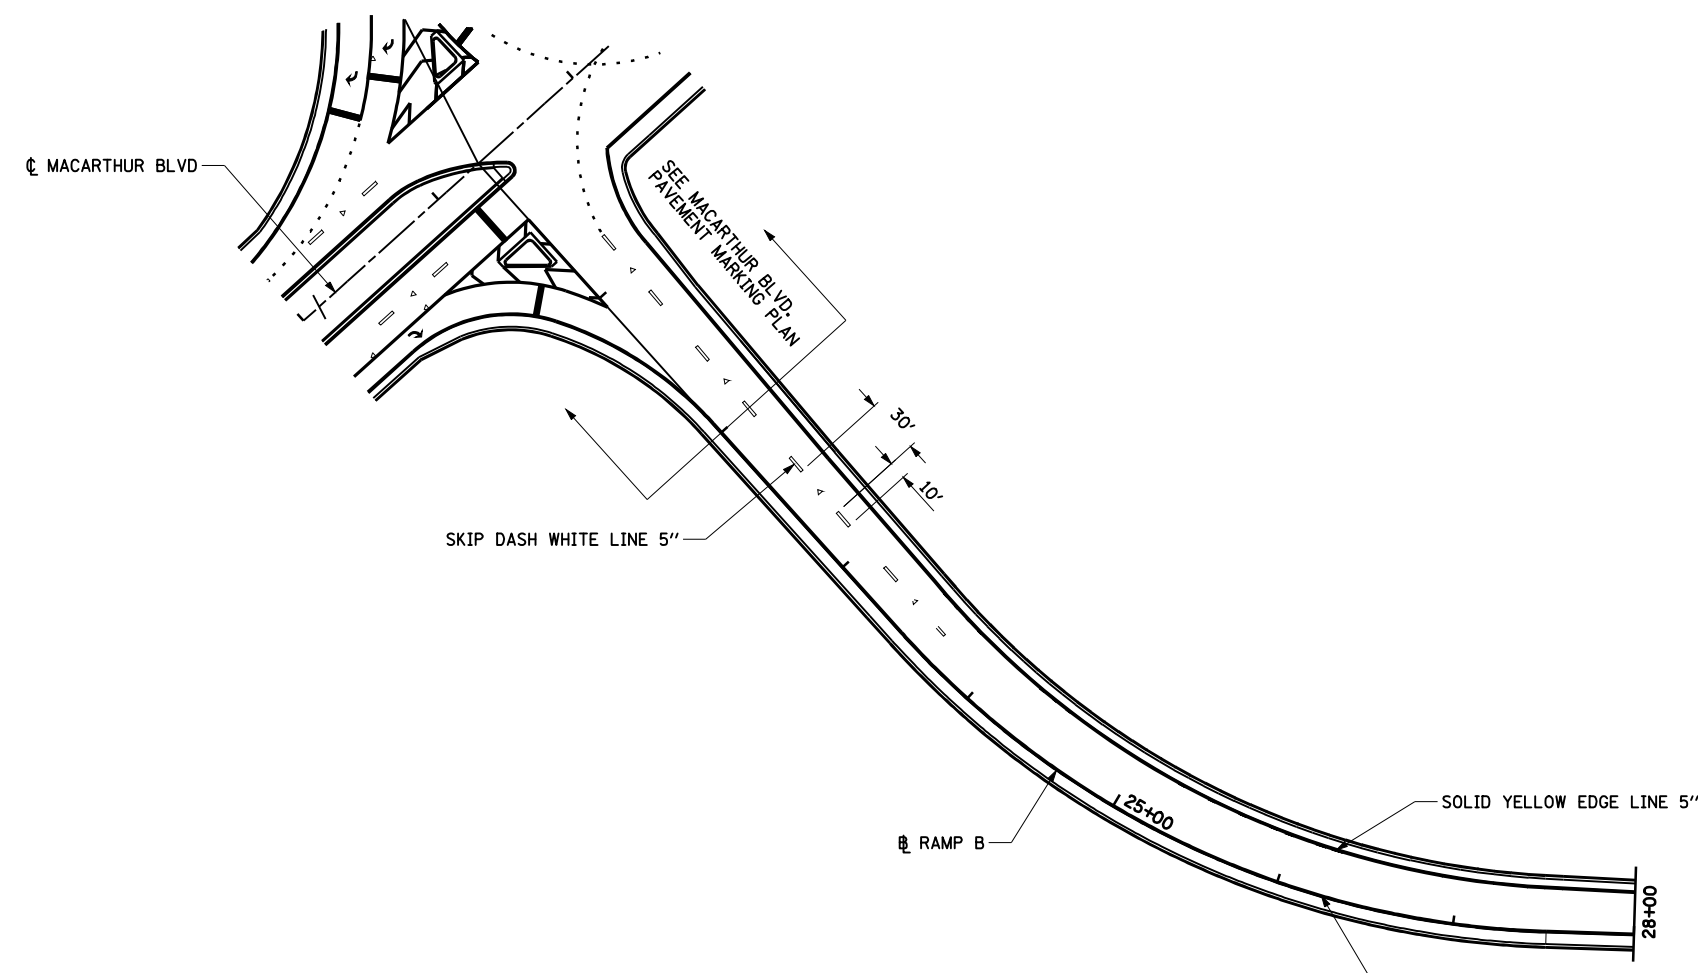 ℄ MACARTHUR BLVD
SEE MACARTHUR BLVD.
PAVEMENT MARKING PLAN
30'
10'
SKIP DASH WHITE LINE 5"
SOLID YELLOW EDGE LINE 5"
25+00
BL RAMP B
28+00